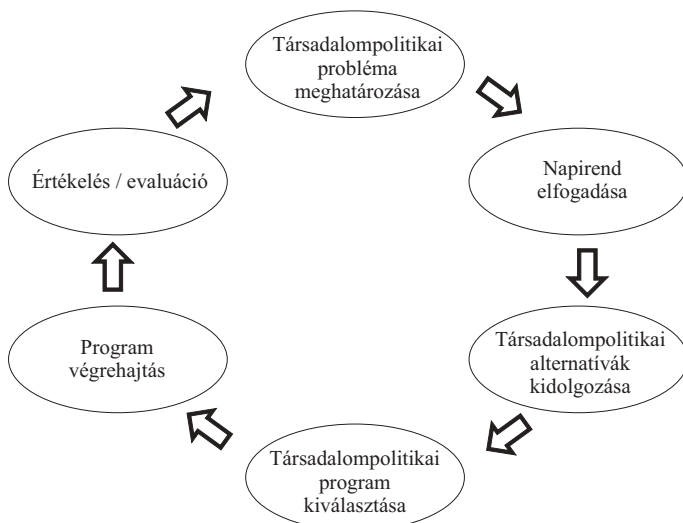 Társadalompolitikai
probléma
meghatározása
Napirend
elfogadása
Társadalompolitikai
alternatívák
kidolgozása
Társadalompolitikai
program
kiválasztása
Program
végrehajtás
Értékelés / evaluáció